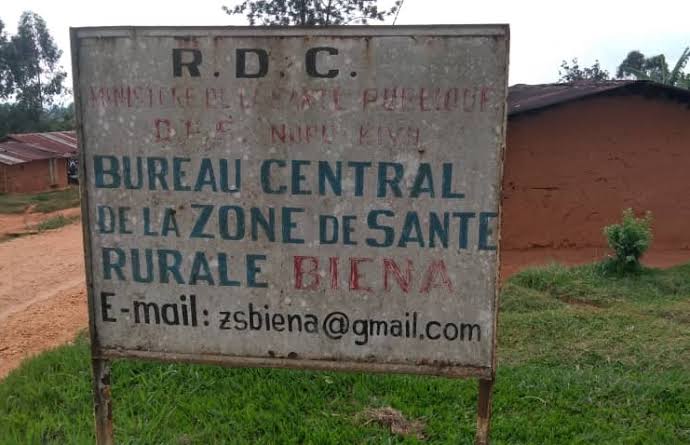 R.D.C.
MINISTERE DE LA SANTE PUBLIQUE
D.P.S. NORD KIVU
BUREAU CENTRAL
DE LA ZONE DE SANTE
RURALE BIENA
E-mail: zsbiena@gmail.com